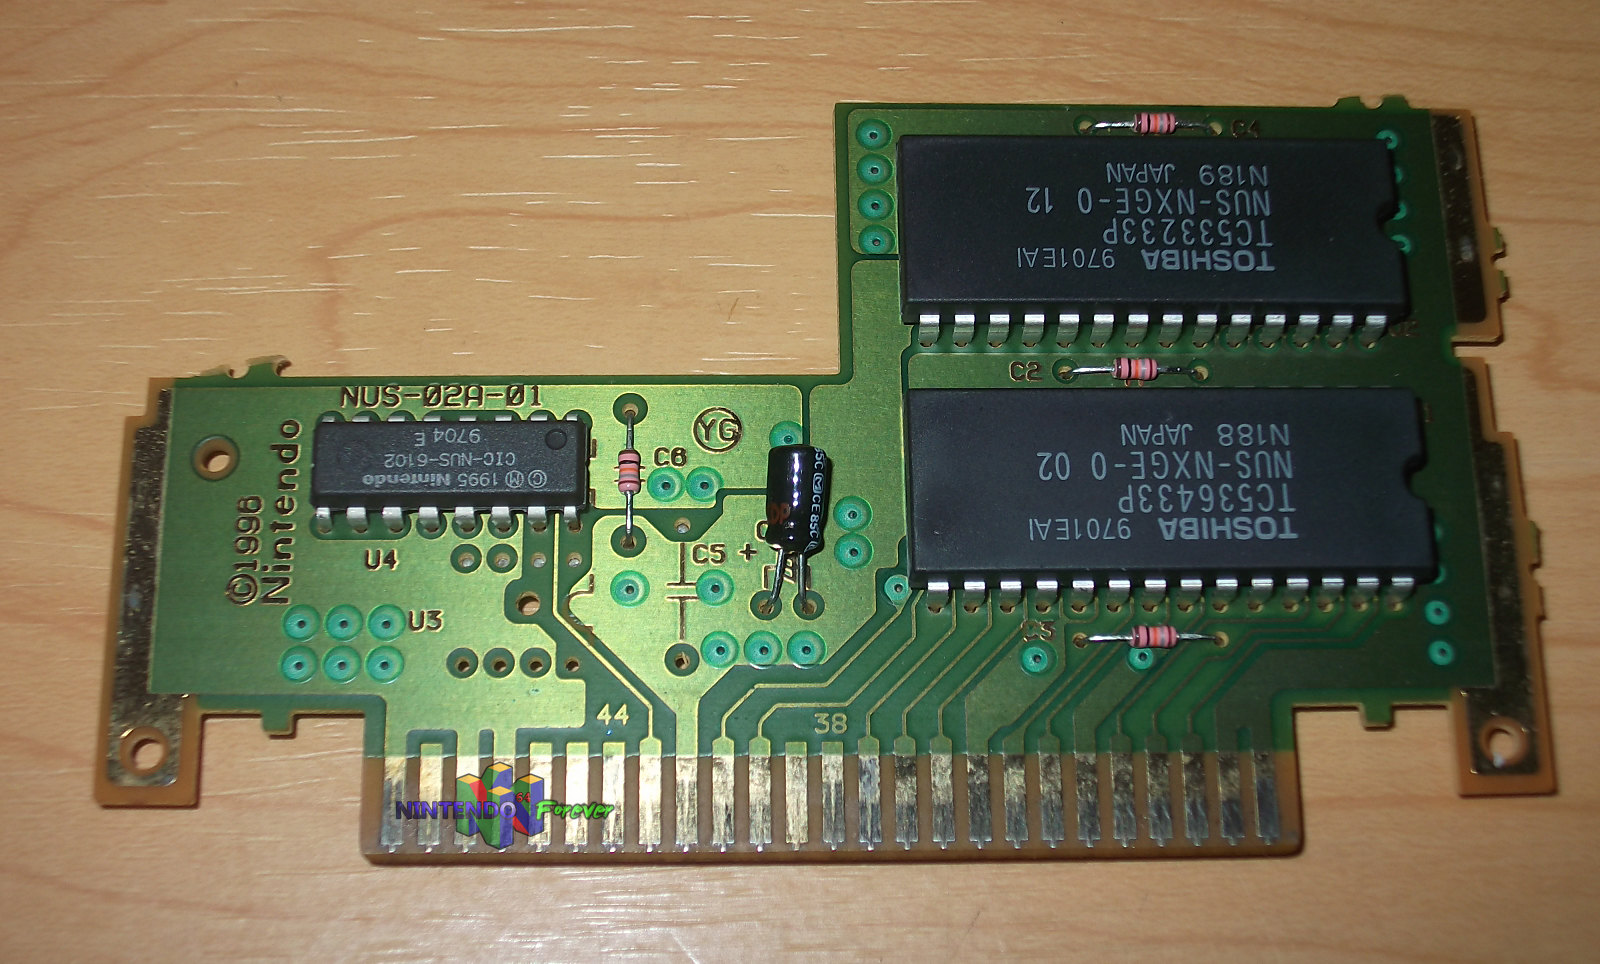 C4
TOSHIBA 9701EAI
TC533233P
NUS-NXGE-0 12
N189 JAPAN
C2
TOSHIBA 9701EAI
TC536433P
NUS-NXGE-0 02
N188 JAPAN
C3
NUS-02A-01
©1996
Nintendo
Ⓜ © 1995 Nintendo
CIC-NUS-6102
9704 E
U4
U3
YG
C6
C5
+
85C
CE85C
44
38
NINTENDO 64 Forever